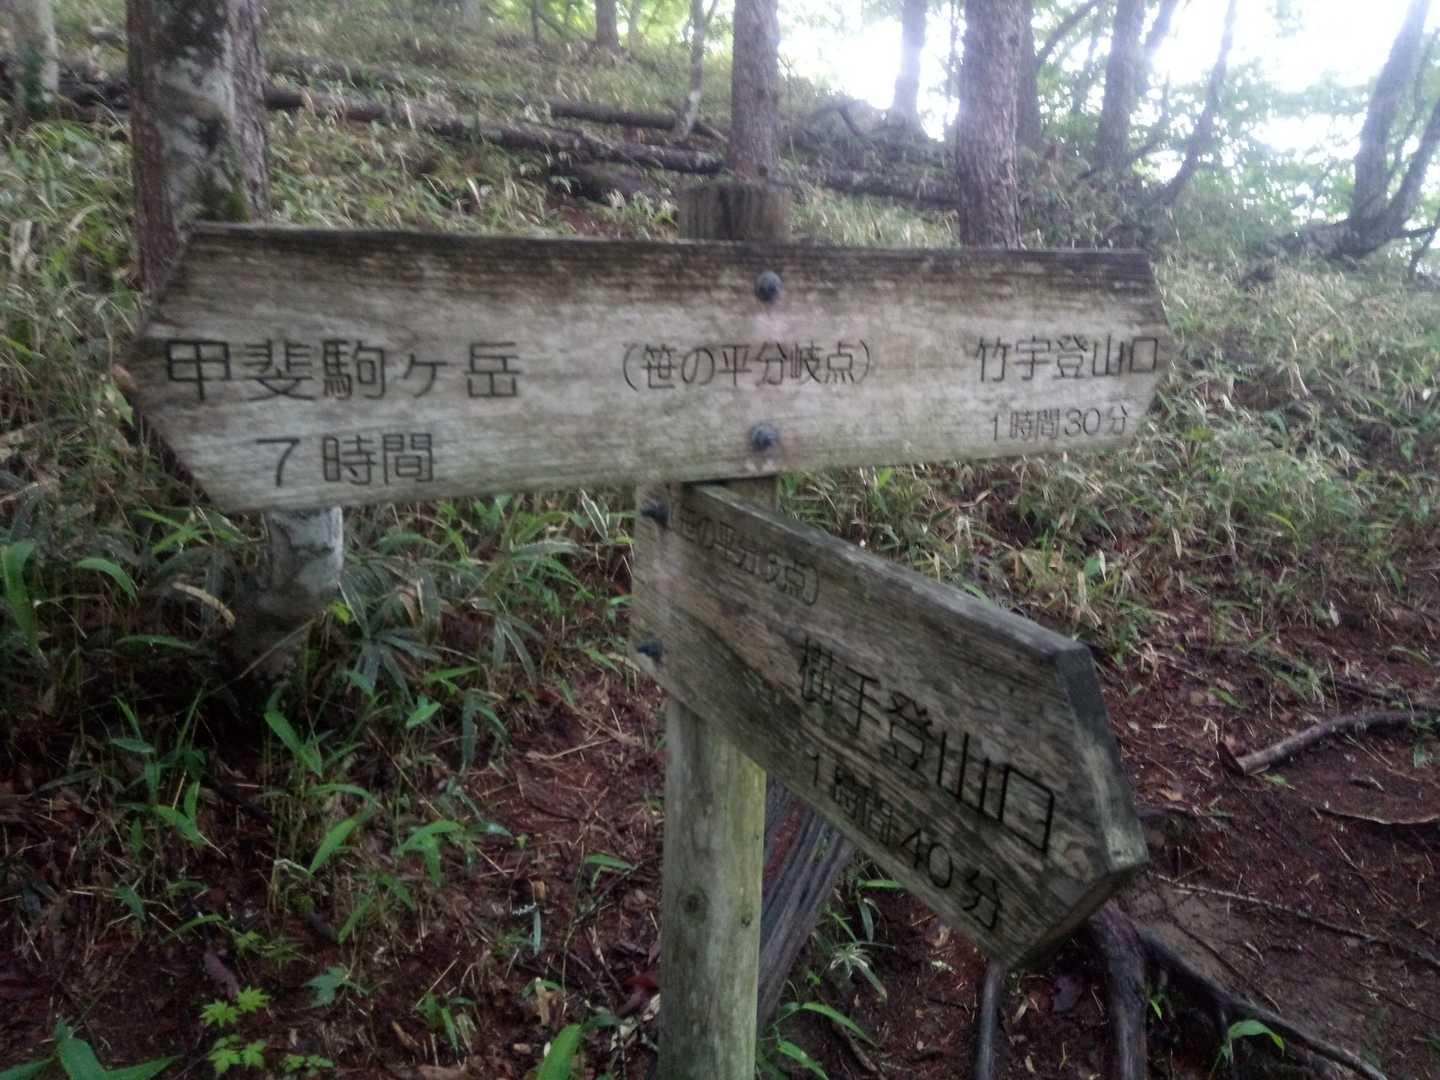 甲斐駒ヶ岳
7時間
（笹の平分岐点）
竹宇登山口
1時間30分
笹の平分岐点）
横手登山口
1時間40分